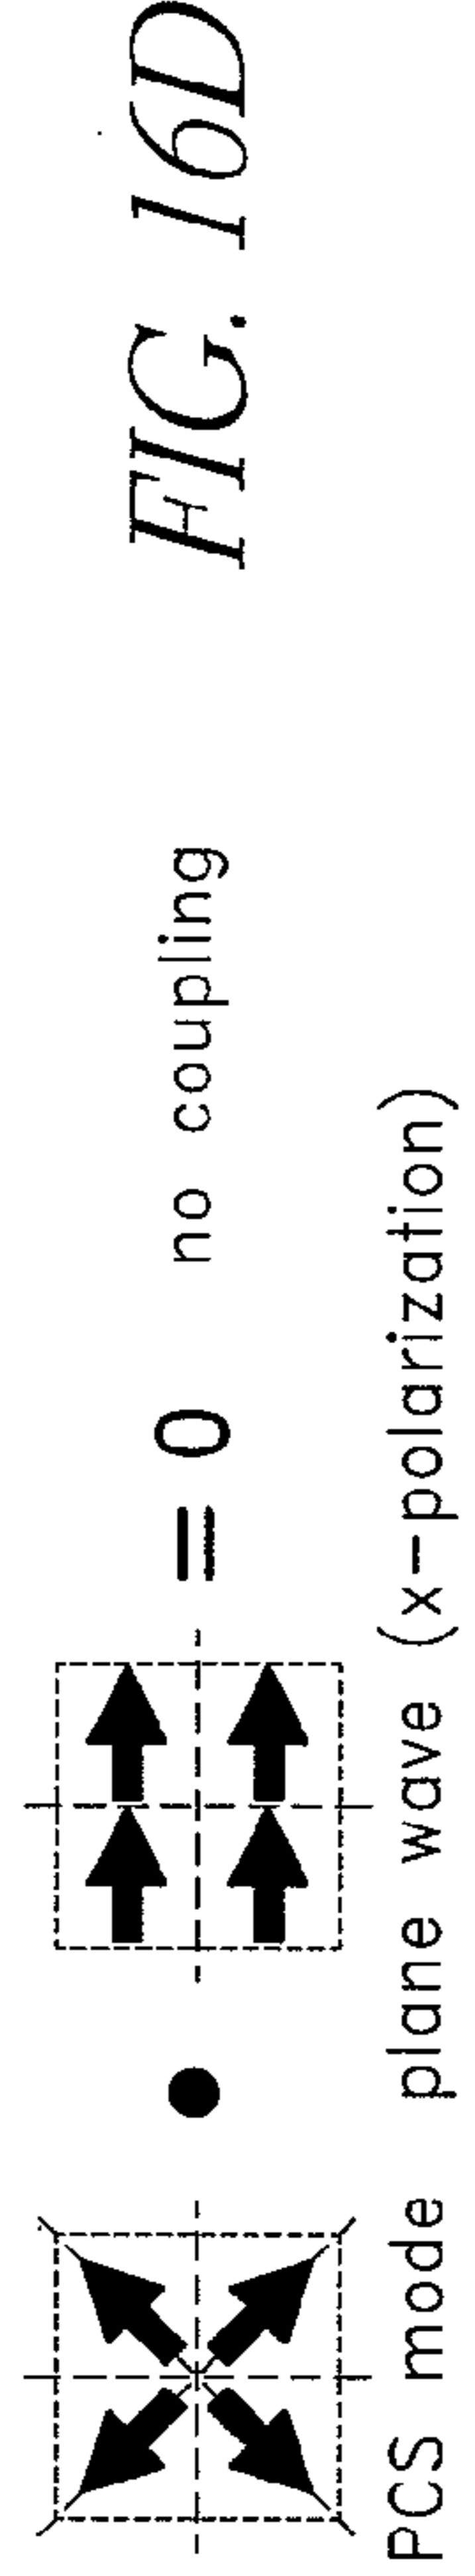 = 0 no coupling
PCS mode plane wave (x-polarization)
FIG. 16D